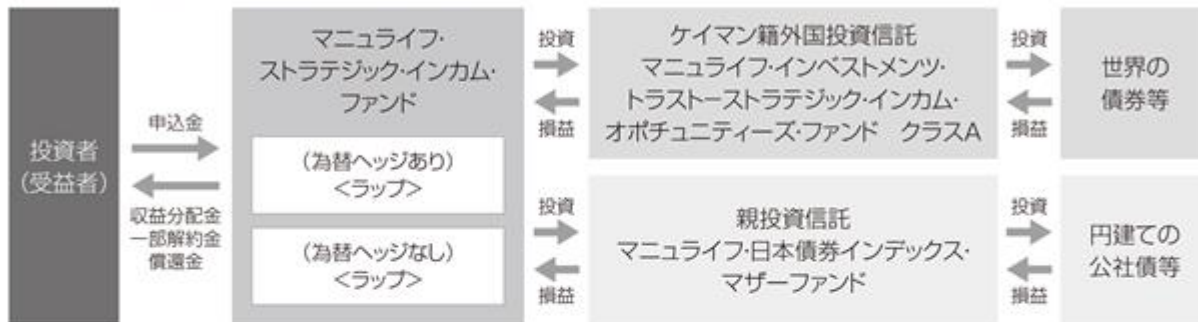 投資者
(受益者)
申込金
収益分配金
一部解約金
償還金
マニュライフ・
ストラテジック・インカム・
ファンド
(為替ヘッジあり)
<ラップ>
(為替ヘッジなし)
<ラップ>
投資
損益
投資
損益
ケイマン籍外国投資信託
マニュライフ・インベストメンツ・
トラストーストラテジック・インカム・
オポチュニティーズ・ファンド　クラスA
親投資信託
マニュライフ・日本債券インデックス・
マザーファンド
投資
損益
投資
損益
世界の
債券等
円建ての
公社債等